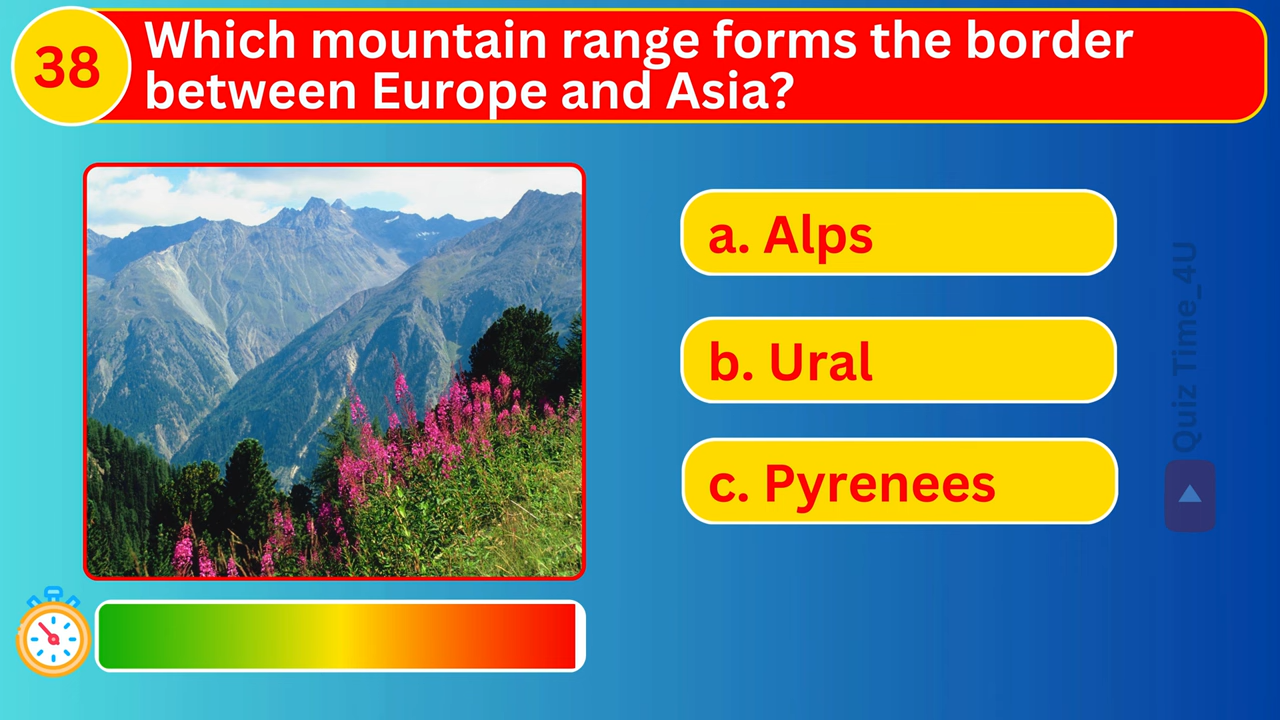 38
Which mountain range forms the border
between Europe and Asia?
a. Alps
b. Ural
c. Pyrenees
Quiz Time_4U